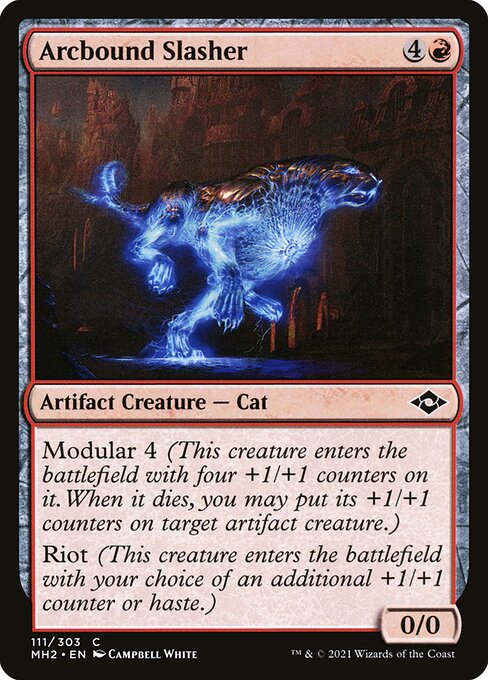 Arcbound Slasher 4
Artifact Creature — Cat
Modular 4 (This creature enters the
battlefield with four +1/+1 counters on
it. When it dies, you may put its +1/+1
counters on target artifact creature.)
Riot (This creature enters the battlefield
with your choice of an additional +1/+1
counter or haste.)
0/0
111/303 C
MH2 • EN Campbell White
™ & © 2021 Wizards of the Coast